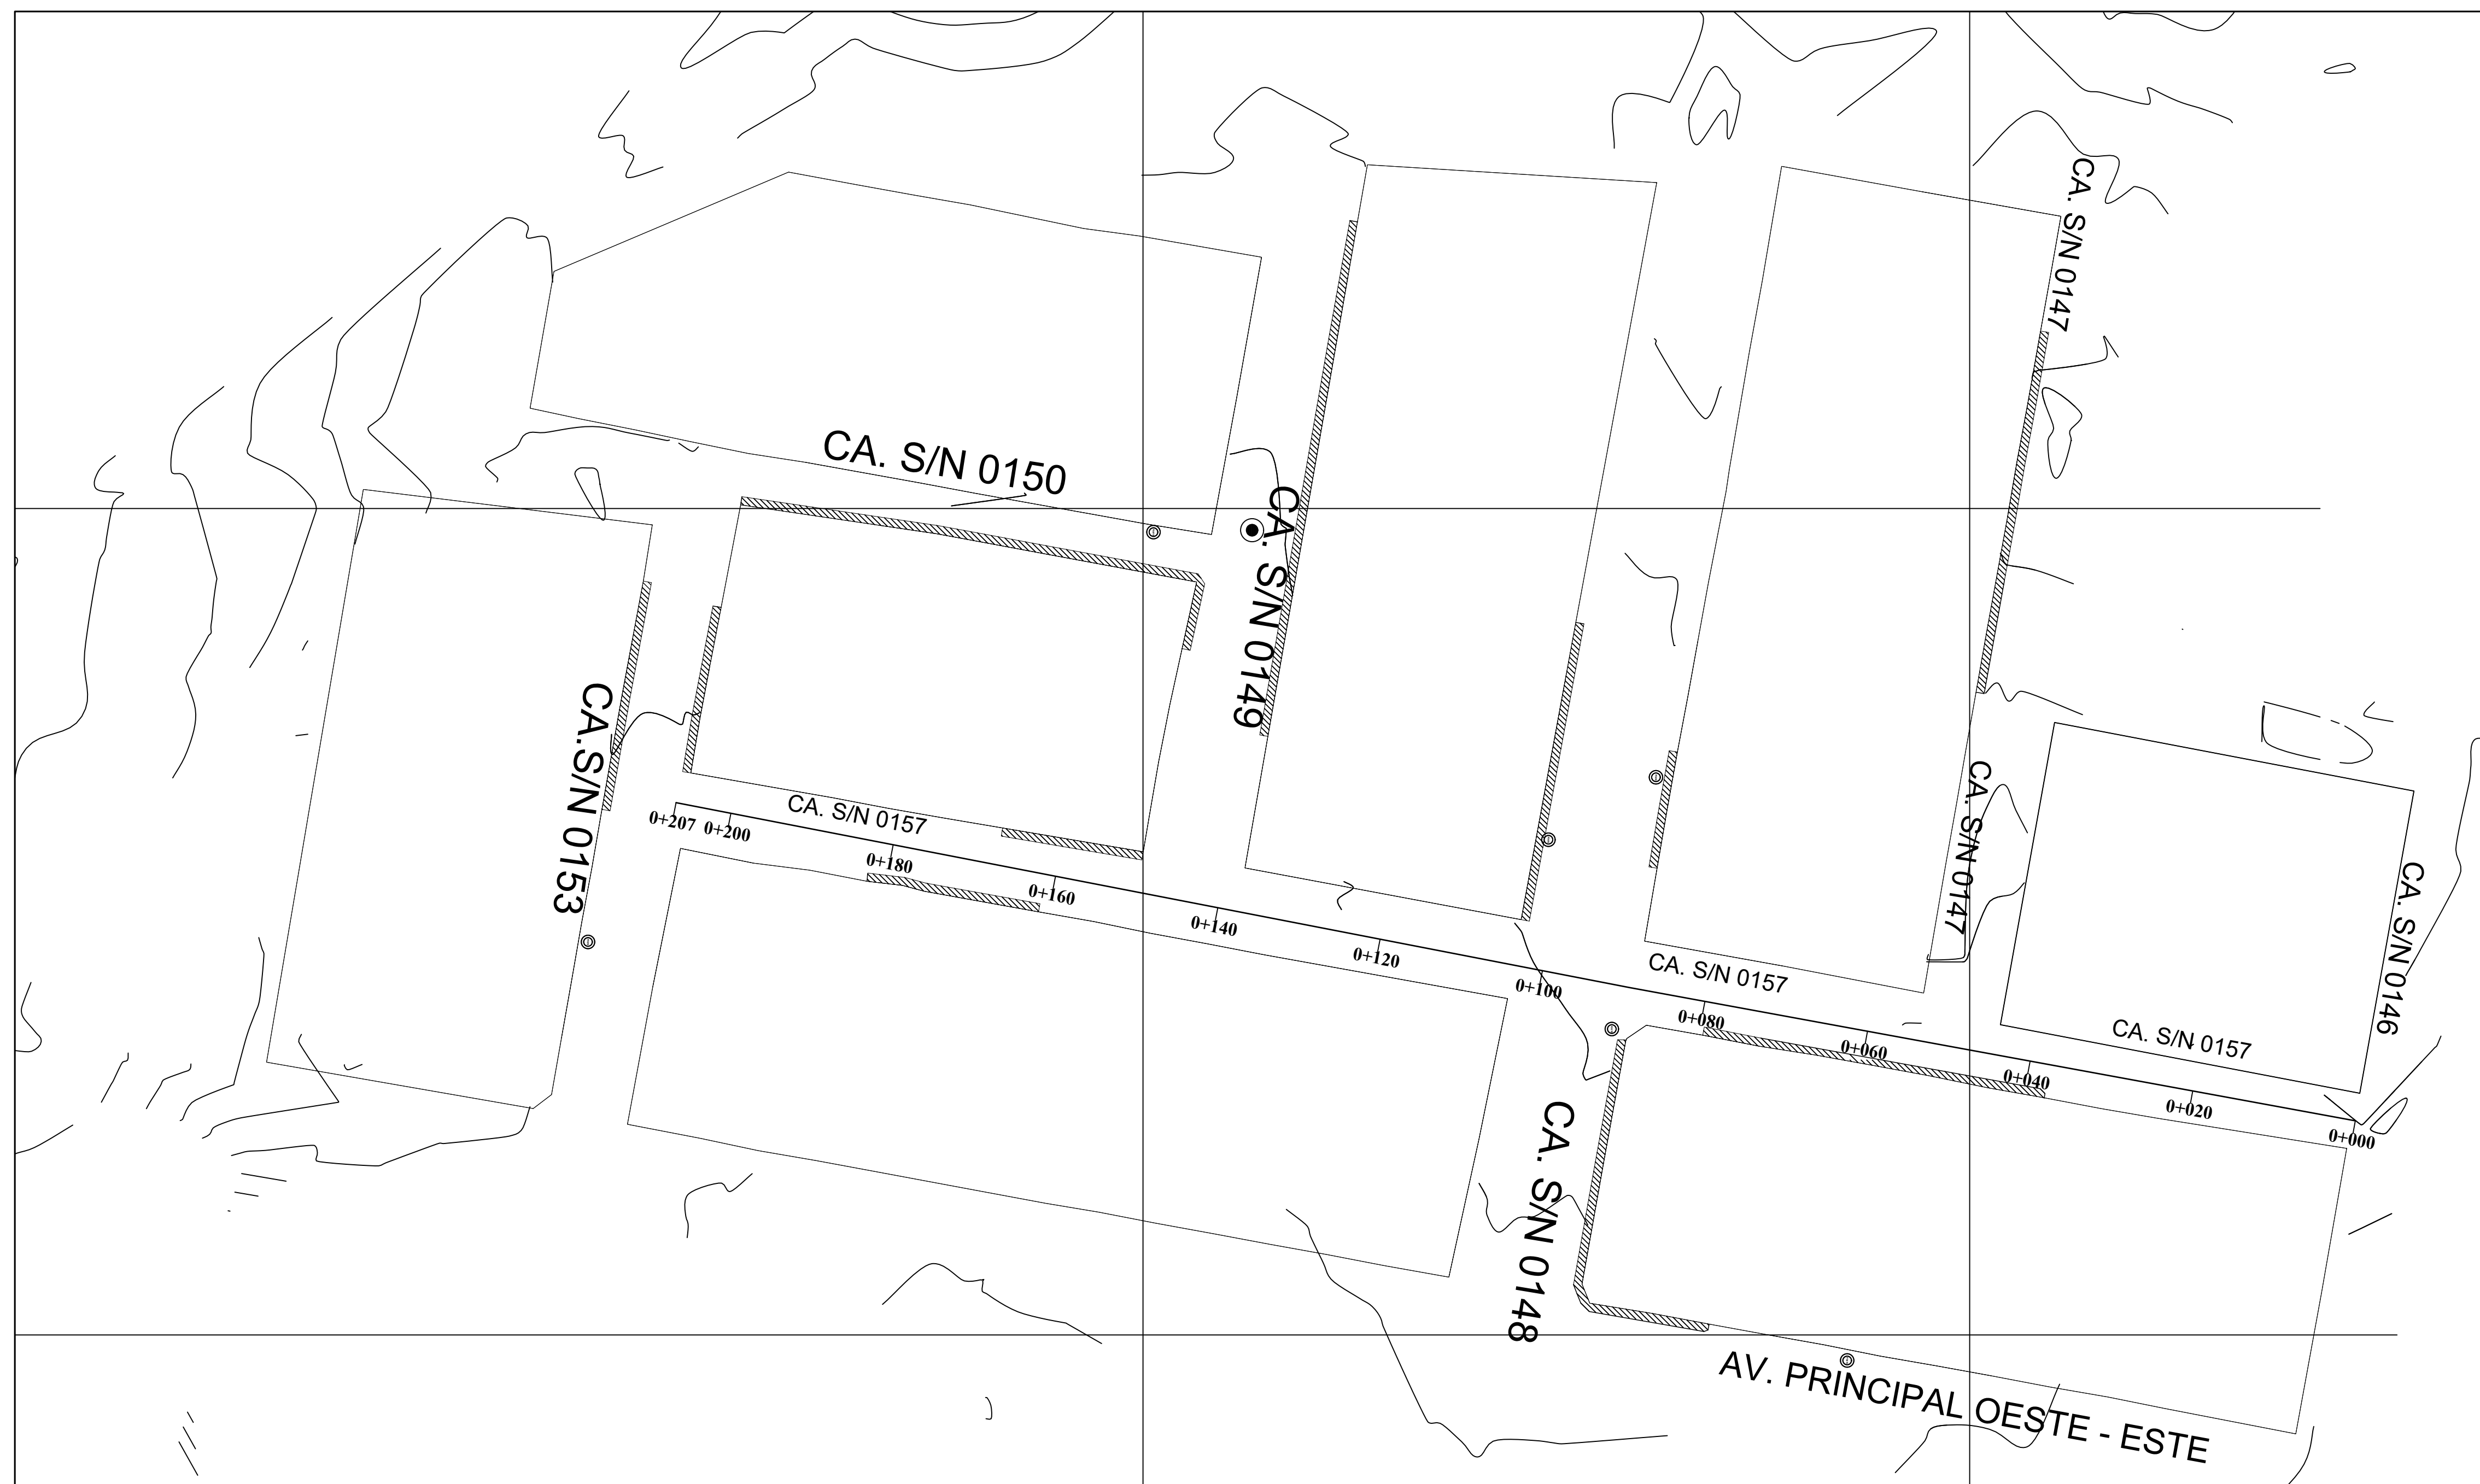 CA. S/N 0147
CA. S/N 0150
CA. S/N 0149
CA.S/N 0153
CA. S/N 0157
0+207
0+200
0+180
0+160
0+140
0+120
0+100
0+080
0+060
0+040
0+020
0+000
CA. S/N 0157
CA. S/N 0147
CA. S/N 0146
CA. S/N 0157
CA. S/N 0148
AV. PRINCIPAL OESTE - ESTE